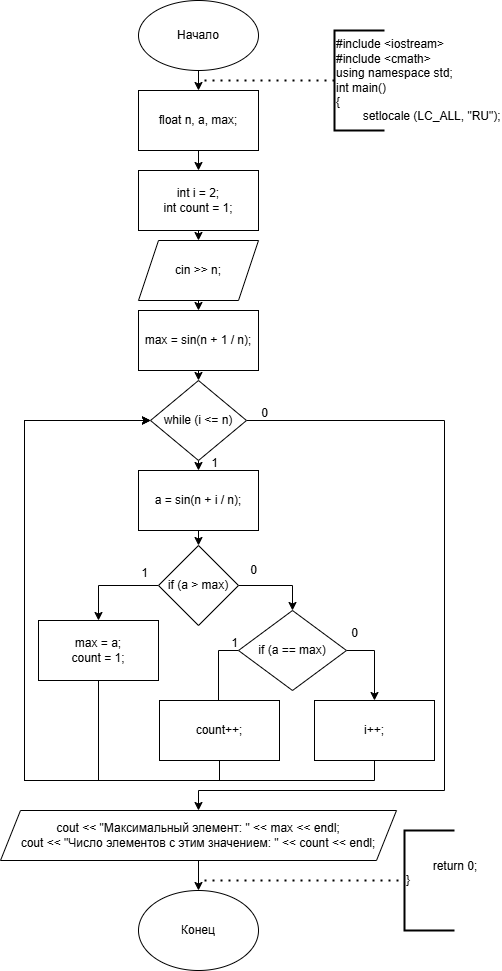 Начало
#include <iostream>
#include <cmath>
using namespace std;
int main()
{
setlocale (LC_ALL, "RU");
float n, a, max;
int i = 2;
int count = 1;
cin >> n;
max = sin(n + 1 / n);
while (i <= n)
0
1
a = sin(n + i / n);
if (a > max)
1
0
max = a;
count = 1;
if (a == max)
1
0
count++;
i++;
cout << "Максимальный элемент: " << max << endl;
cout << "Число элементов с этим значением: " << count << endl;
return 0;
}
Конец